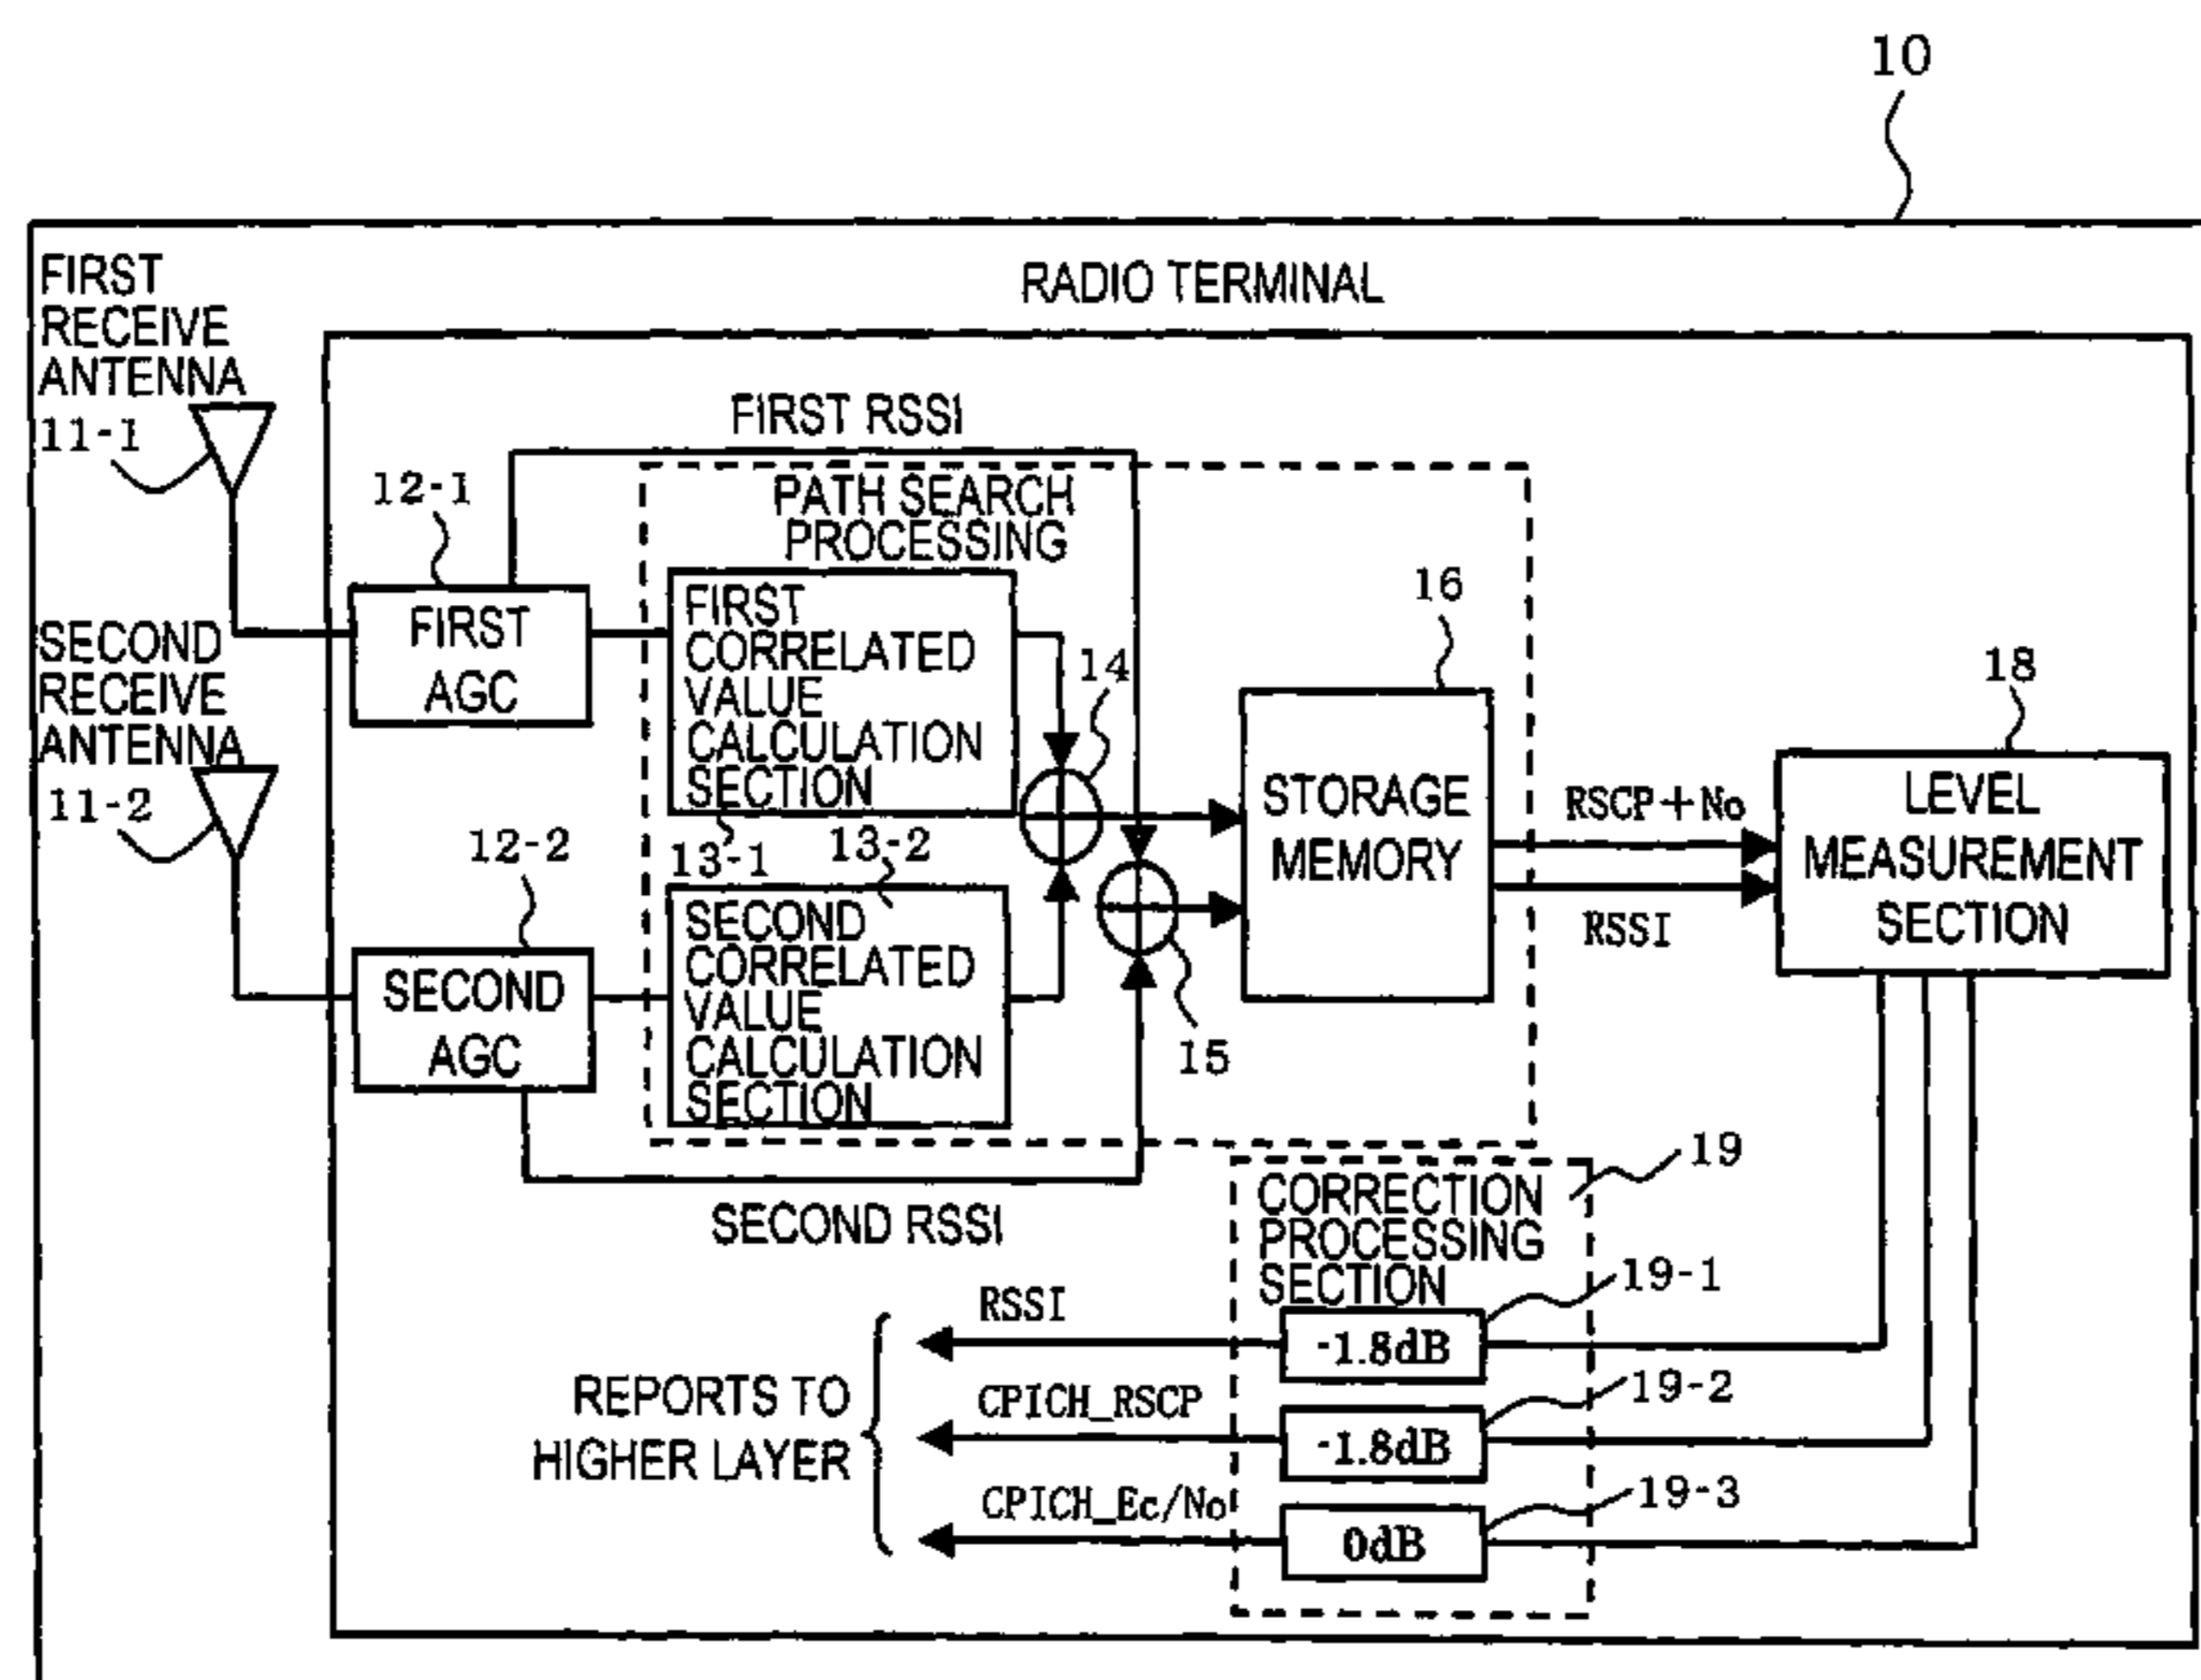 10
RADIO TERMINAL
FIRST
RECEIVE
ANTENNA
11-1
FIRST RSSI
12-1
PATH SEARCH
PROCESSING
FIRST
AGC
FIRST
CORRELATED
VALUE
CALCULATION
SECTION
13-1
14
16
18
SECOND
RECEIVE
ANTENNA
11-2
12-2
13-2
SECOND
AGC
SECOND
CORRELATED
VALUE
CALCULATION
SECTION
15
STORAGE
MEMORY
RSCP+No
RSSI
LEVEL
MEASUREMENT
SECTION
SECOND RSSI
CORRECTION
PROCESSING
SECTION
19
19-1
RSSI
-1.8dB
19-2
REPORTS TO
HIGHER LAYER
CPICH_RSCP
-1.8dB
19-3
CPICH_Ec/No
0dB